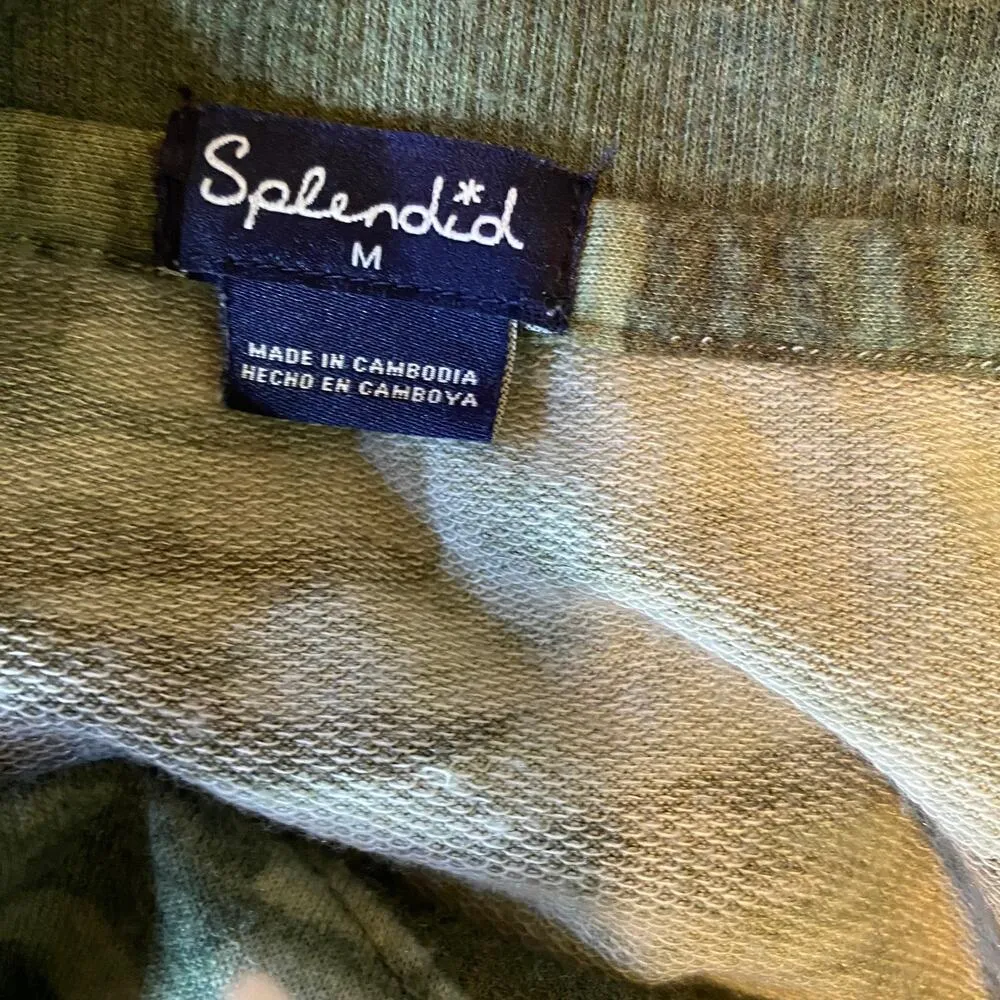 Splendid
M
MADE IN CAMBODIA
HECHO EN CAMBOYA